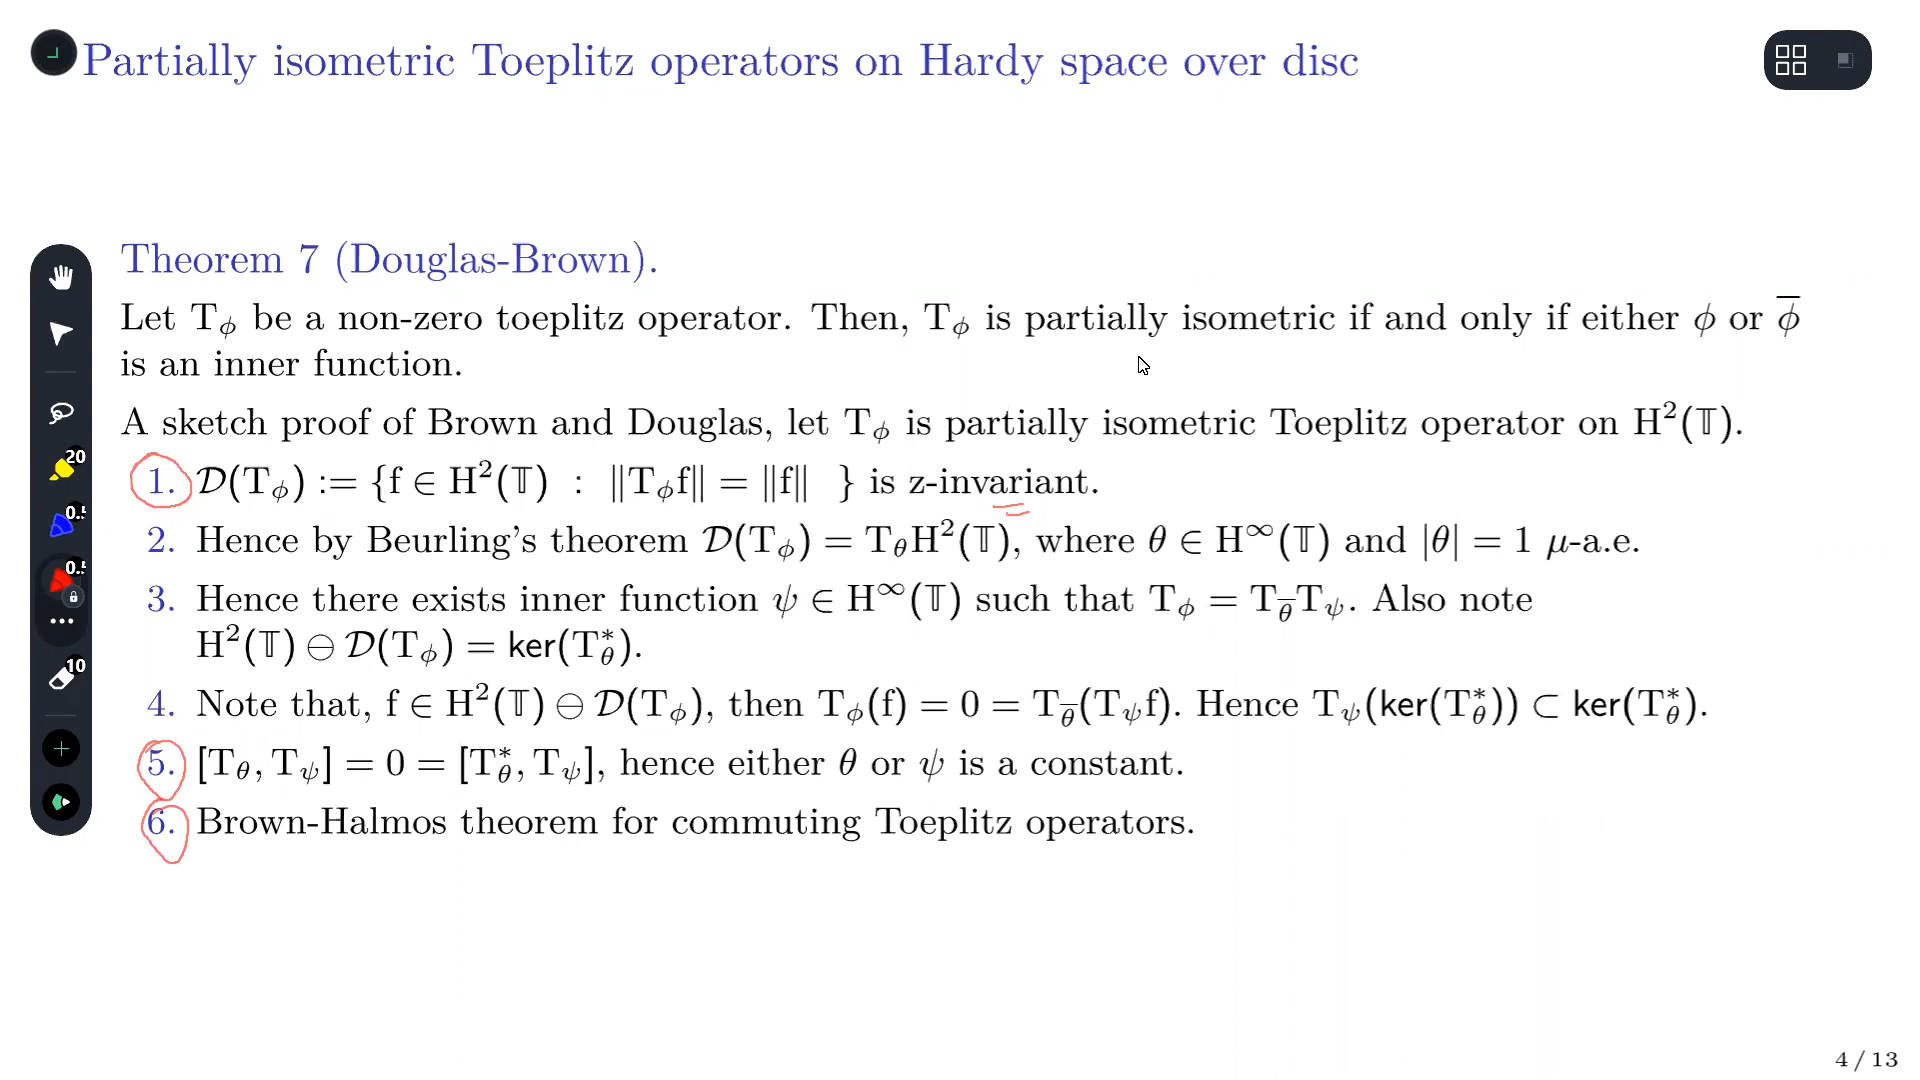 Partially isometric Toeplitz operators on Hardy space over disc
Theorem 7 (Douglas-Brown).
Let T_ϕ be a non-zero toeplitz operator. Then, T_ϕ is partially isometric if and only if either ϕ or ϕ̅
is an inner function.
A sketch proof of Brown and Douglas, let T_ϕ is partially isometric Toeplitz operator on H²(𝕋).
1. 𝒟(T_ϕ) := {f ∈ H²(𝕋) : ‖T_ϕf‖ = ‖f‖ } is z-invariant.
2. Hence by Beurling's theorem 𝒟(T_ϕ) = T_θH²(𝕋), where θ ∈ H^∞(𝕋) and |θ| = 1 μ-a.e.
3. Hence there exists inner function ψ ∈ H^∞(𝕋) such that T_ϕ = T_θ̅T_ψ. Also note
H²(𝕋) ⊖ 𝒟(T_ϕ) = ker(T*_θ).
4. Note that, f ∈ H²(𝕋) ⊖ 𝒟(T_ϕ), then T_ϕ(f) = 0 = T_θ̅(T_ψf). Hence T_ψ(ker(T*_θ)) ⊂ ker(T*_θ).
5. [T_θ, T_ψ] = 0 = [T*_θ, T_ψ], hence either θ or ψ is a constant.
6. Brown-Halmos theorem for commuting Toeplitz operators.
20
0.5
0.5
10
4 / 13